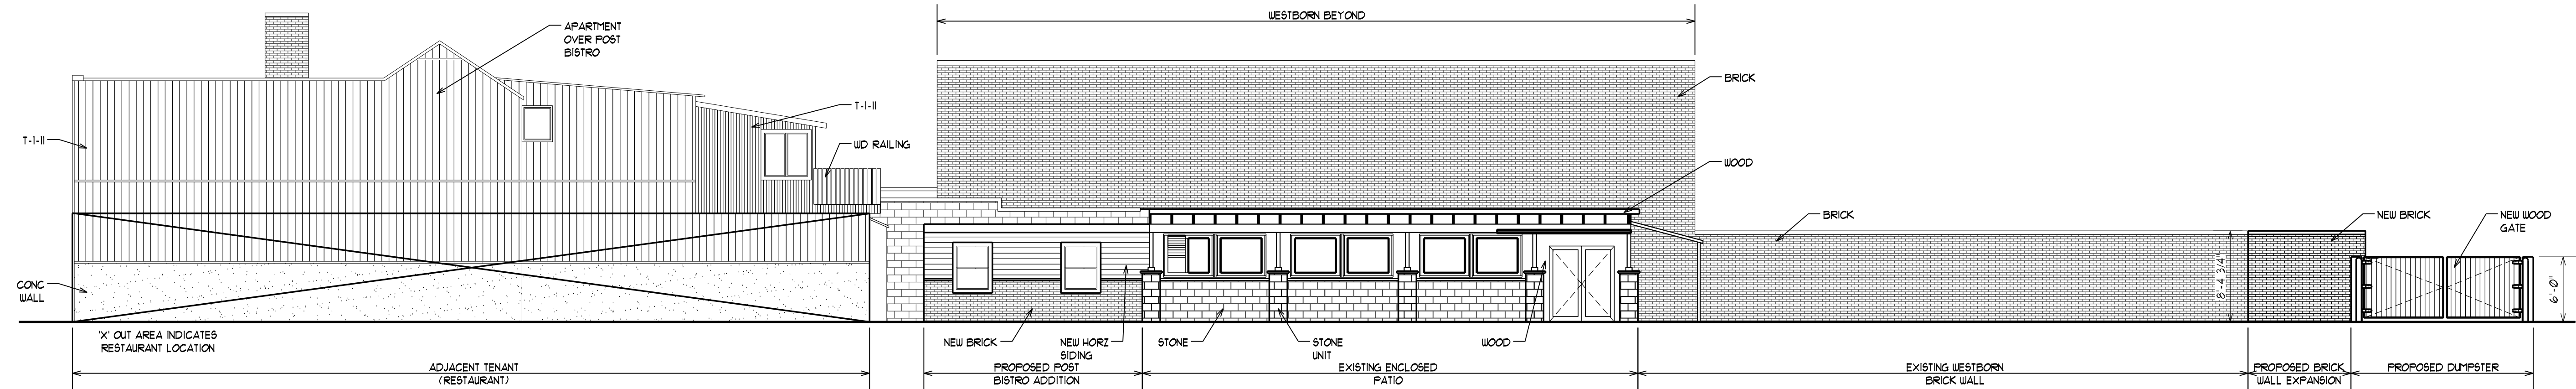 WESTBORN BEYOND
APARTMENT
OVER POST
BISTRO
BRICK
T-1-11
T-1-11
WD RAILING
WOOD
BRICK
NEW BRICK
NEW WOOD
GATE
CONC
WALL
8'-4 3/4"
6'-0"
'X' OUT AREA INDICATES
RESTAURANT LOCATION
NEW BRICK
NEW HORZ
SIDING
STONE
STONE
UNIT
WOOD
ADJACENT TENANT
(RESTAURANT)
PROPOSED POST
BISTRO ADDITION
EXISTING ENCLOSED
PATIO
EXISTING WESTBORN
BRICK WALL
PROPOSED BRICK
WALL EXPANSION
PROPOSED DUMPSTER